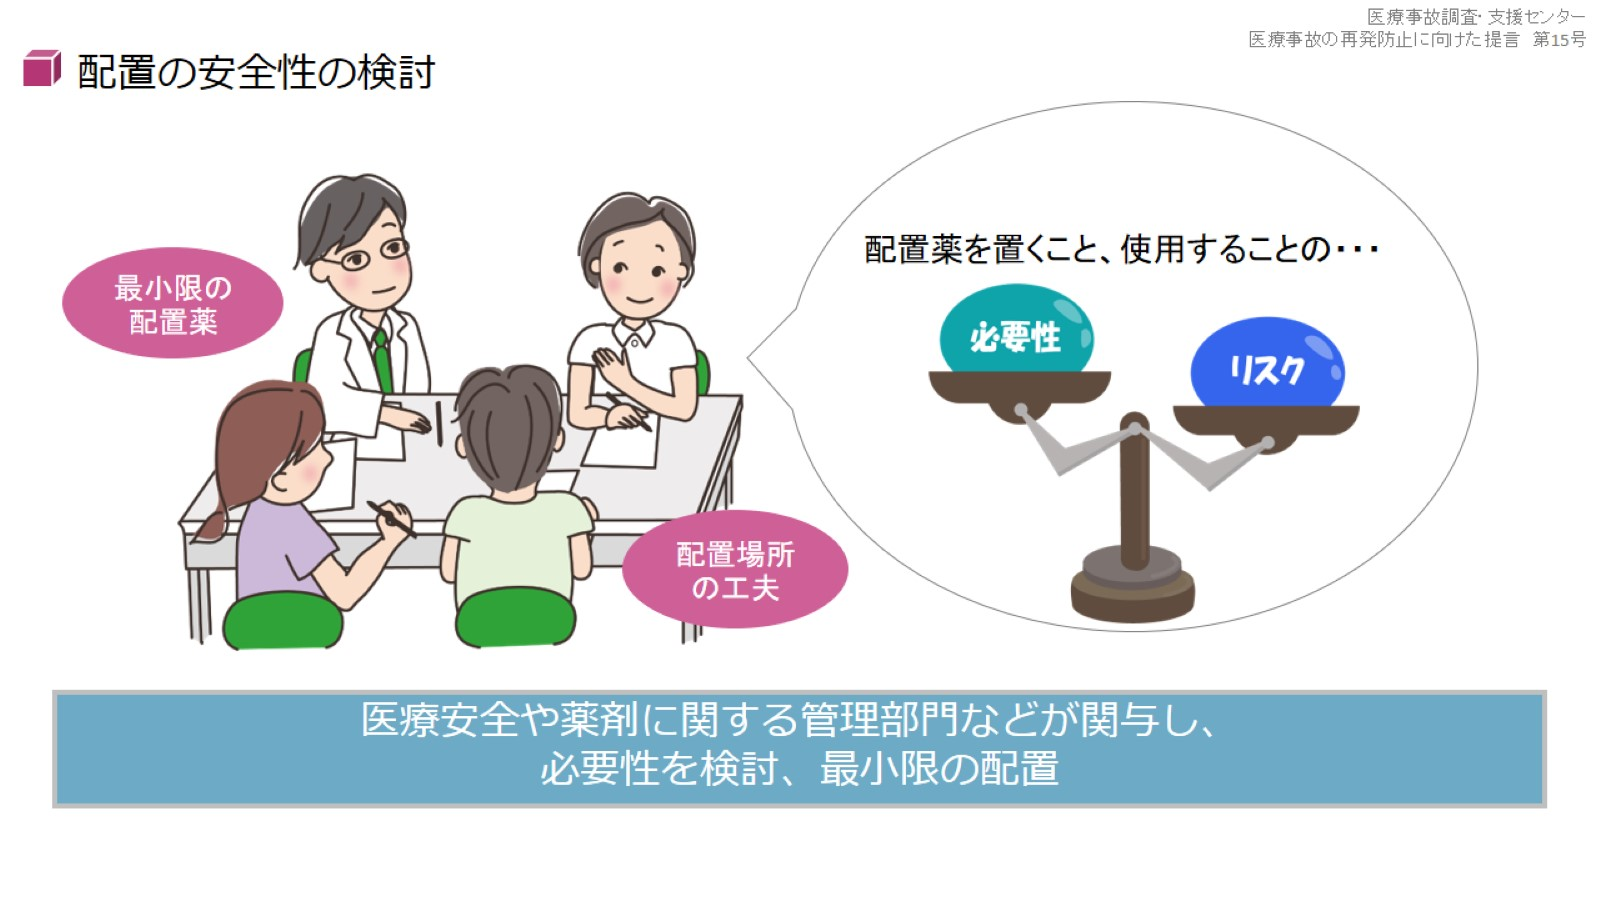 医療事故調査・支援センター
医療事故の再発防止に向けた提言 第15号
配置の安全性の検討
最小限の
配置薬
配置薬を置くこと、使用することの・・・
必要性
リスク
配置場所
の工夫
医療安全や薬剤に関する管理部門などが関与し、
必要性を検討、最小限の配置